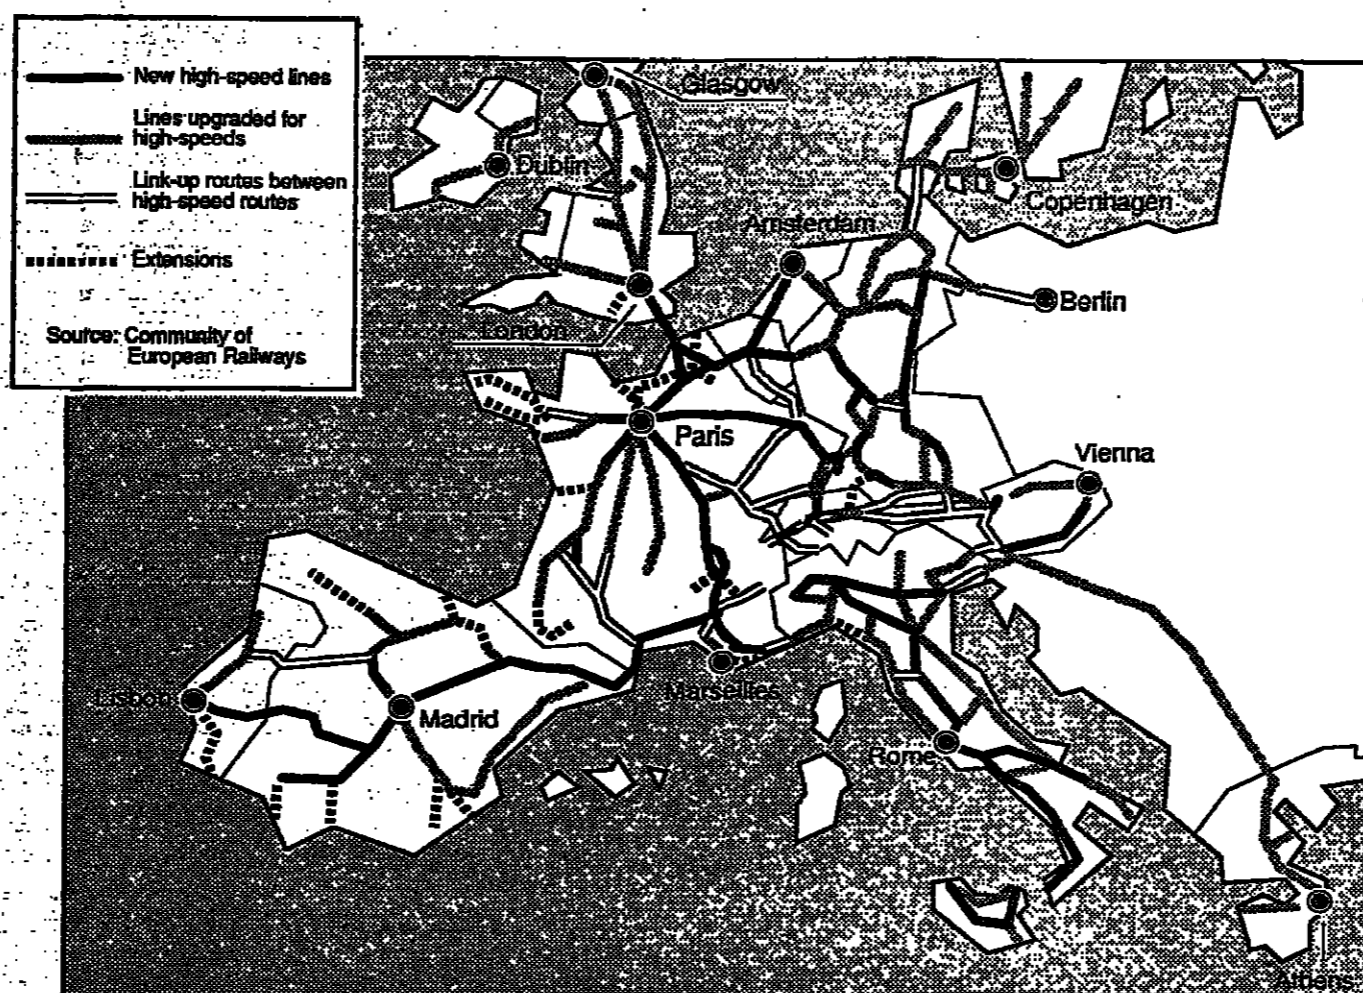 New high-speed lines
Lines upgraded for
high-speeds
Link-up routes between
high-speed routes
Extensions
Source: Community of
European Railways
Glasgow
Dublin
Copenhagen
Amsterdam
Berlin
London
Paris
Vienna
Lisbon
Madrid
Marseilles
Rome
Athens